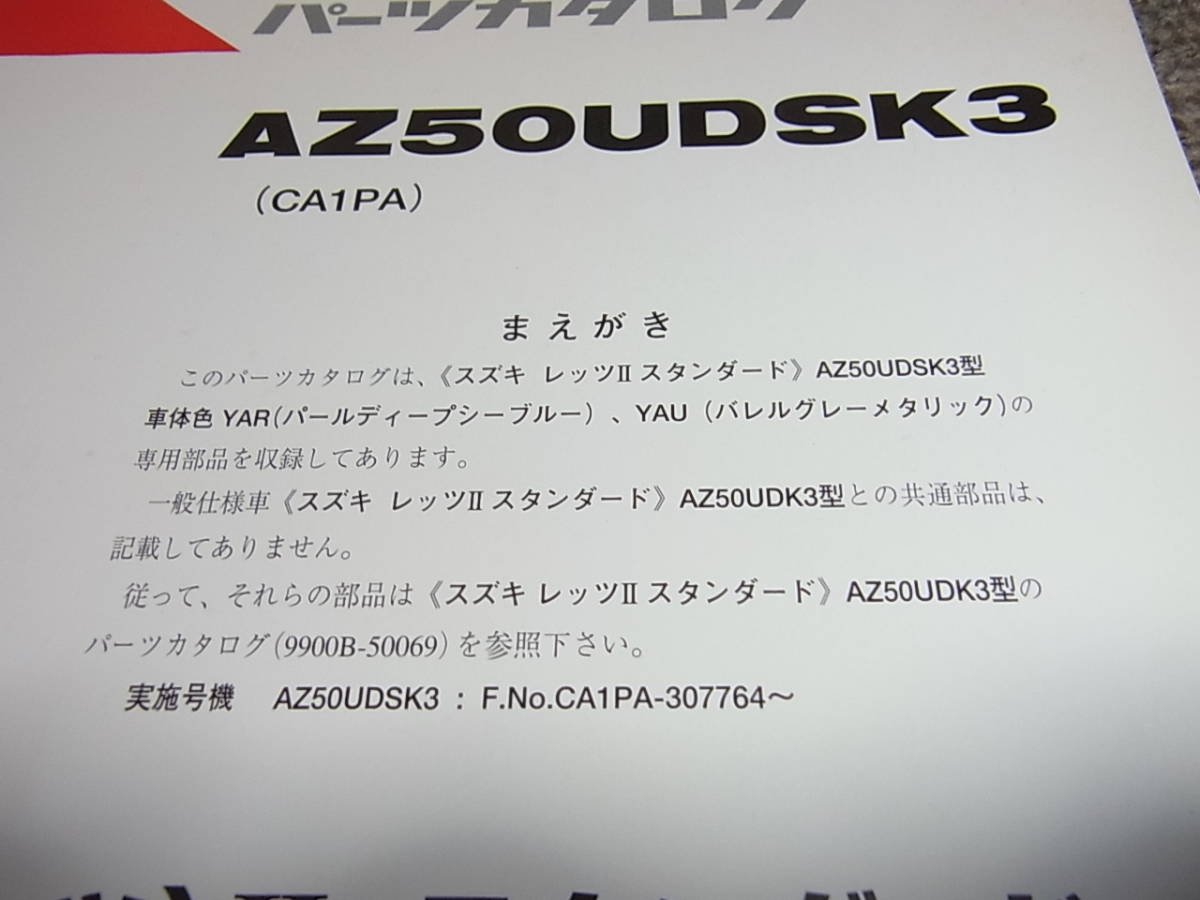 パーツカタログ
AZ50UDSK3
(CA1PA)
まえがき
このパーツカタログは、《スズキ レッツII スタンダード》AZ50UDSK3型
車体色 YAR(パールディープシーブルー)、YAU(バレルグレーメタリック)の
専用部品を収録してあります。
一般仕様車《スズキ レッツII スタンダード》AZ50UDK3型との共通部品は、
記載してありません。
従って、それらの部品は《スズキ レッツII スタンダード》AZ50UDK3型の
パーツカタログ(9900B-50069)を参照下さい。
実施号機 AZ50UDSK3 : F.No.CA1PA-307764〜